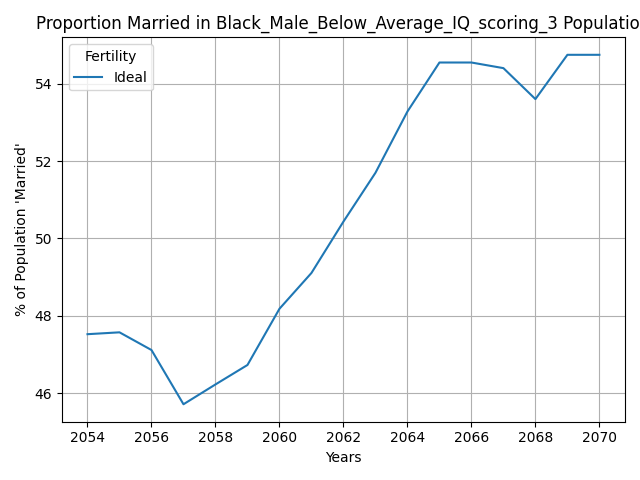 Proportion Married in Black_Male_Below_Average_IQ_scoring_3 Populatio
Fertility
Ideal
% of Population 'Married'
54
52
50
48
46
2054 2056 2058 2060 2062 2064 2066 2068 2070
Years